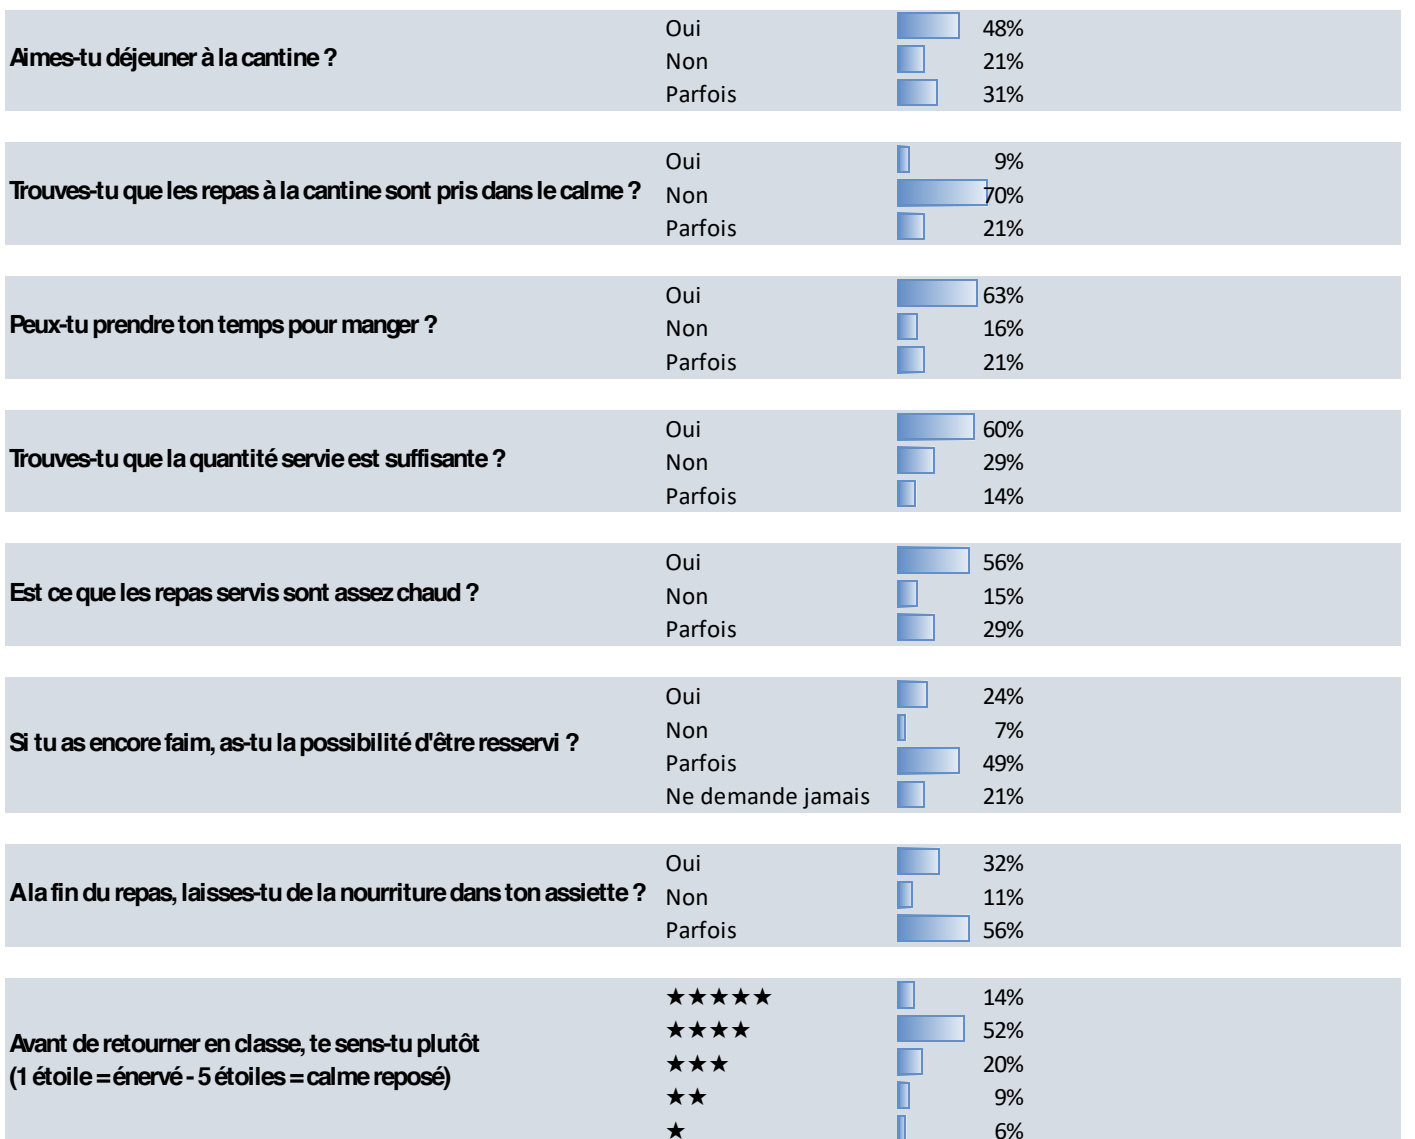 Aimes-tu déjeuner à la cantine ?
Oui 48%
Non 21%
Parfois 31%
Trouves-tu que les repas à la cantine sont pris dans le calme ?
Oui 9%
Non 70%
Parfois 21%
Peux-tu prendre ton temps pour manger ?
Oui 63%
Non 16%
Parfois 21%
Trouves-tu que la quantité servie est suffisante ?
Oui 60%
Non 29%
Parfois 14%
Est ce que les repas servis sont assez chaud ?
Oui 56%
Non 15%
Parfois 29%
Si tu as encore faim, as-tu la possibilité d'être resservi ?
Oui 24%
Non 7%
Parfois 49%
Ne demande jamais 21%
A la fin du repas, laisses-tu de la nourriture dans ton assiette ?
Oui 32%
Non 11%
Parfois 56%
Avant de retourner en classe, te sens-tu plutôt
(1 étoile = énervé - 5 étoiles = calme reposé)
★★★★★ 14%
★★★★ 52%
★★★ 20%
★★ 9%
★ 6%